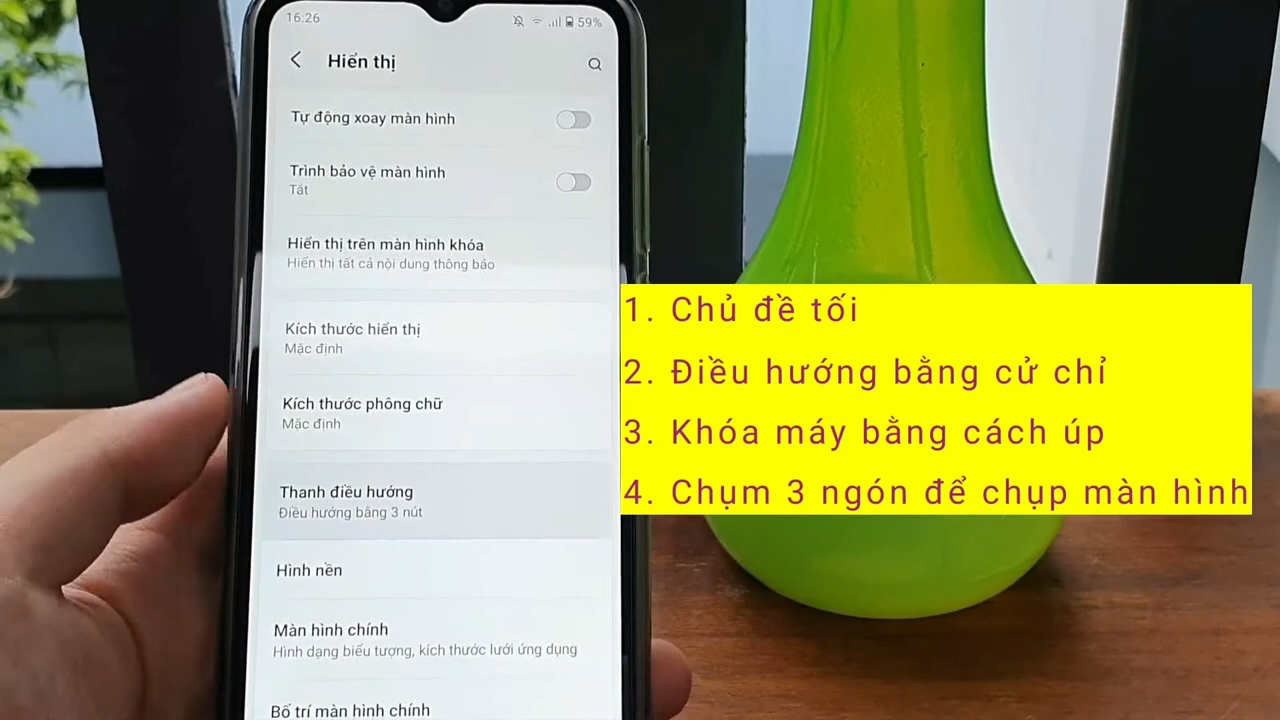 16:26
59%
Hiển thị
Tự động xoay màn hình
Trình bảo vệ màn hình
Tắt
Hiển thị trên màn hình khóa
Hiển thị tất cả nội dung thông báo
Kích thước hiển thị
Mặc định
Kích thước phông chữ
Mặc định
Thanh điều hướng
Điều hướng bằng 3 nút
Hình nền
Màn hình chính
Hình dạng biểu tượng, kích thước lưới ứng dụng
Bố trí màn hình chính
1. Chủ đề tối
2. Điều hướng bằng cử chỉ
3. Khóa máy bằng cách úp
4. Chụm 3 ngón để chụp màn hình